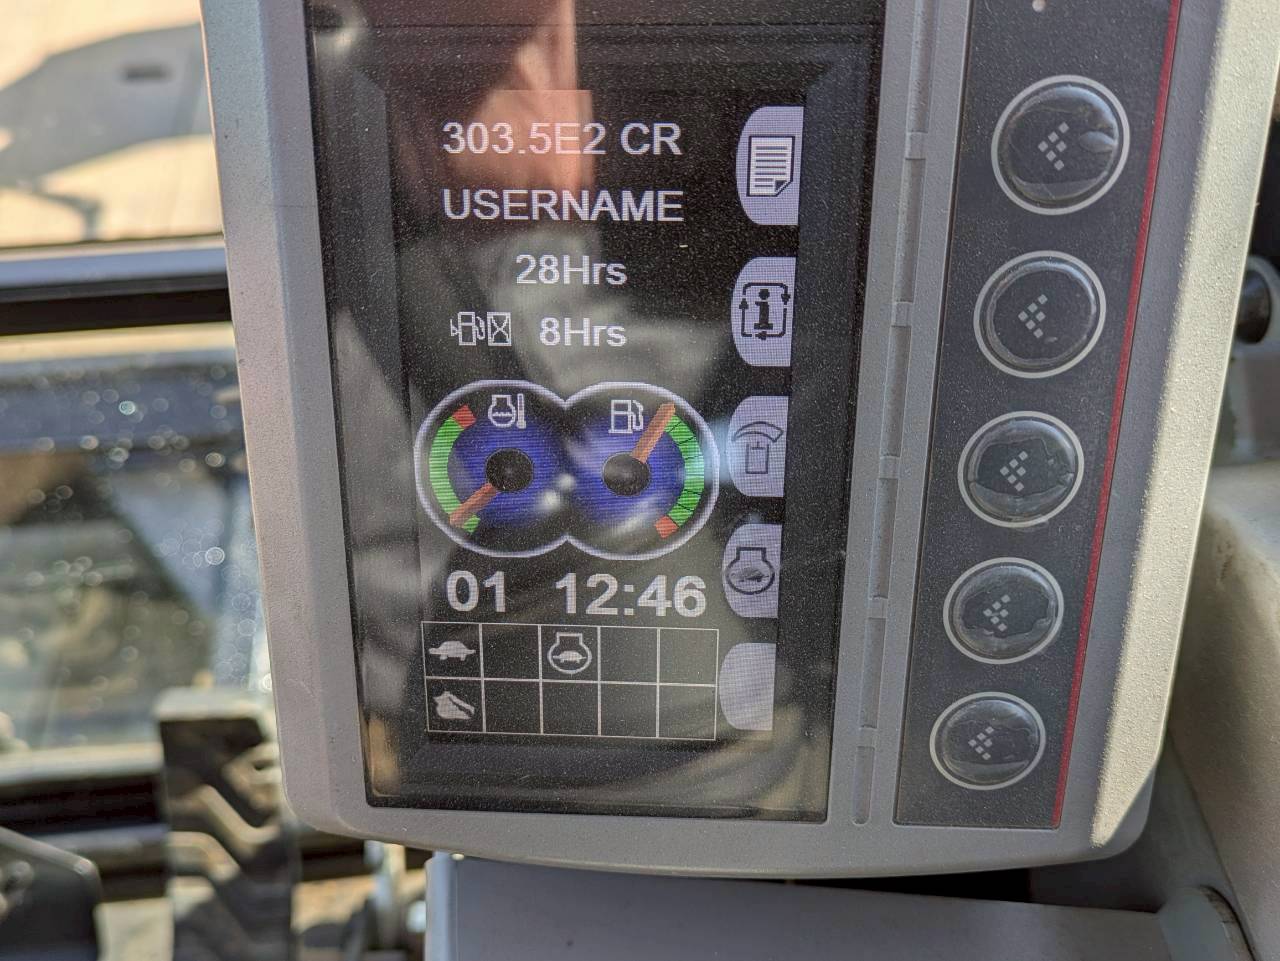 303.5E2 CR
USERNAME
28Hrs
8Hrs
01 12:46